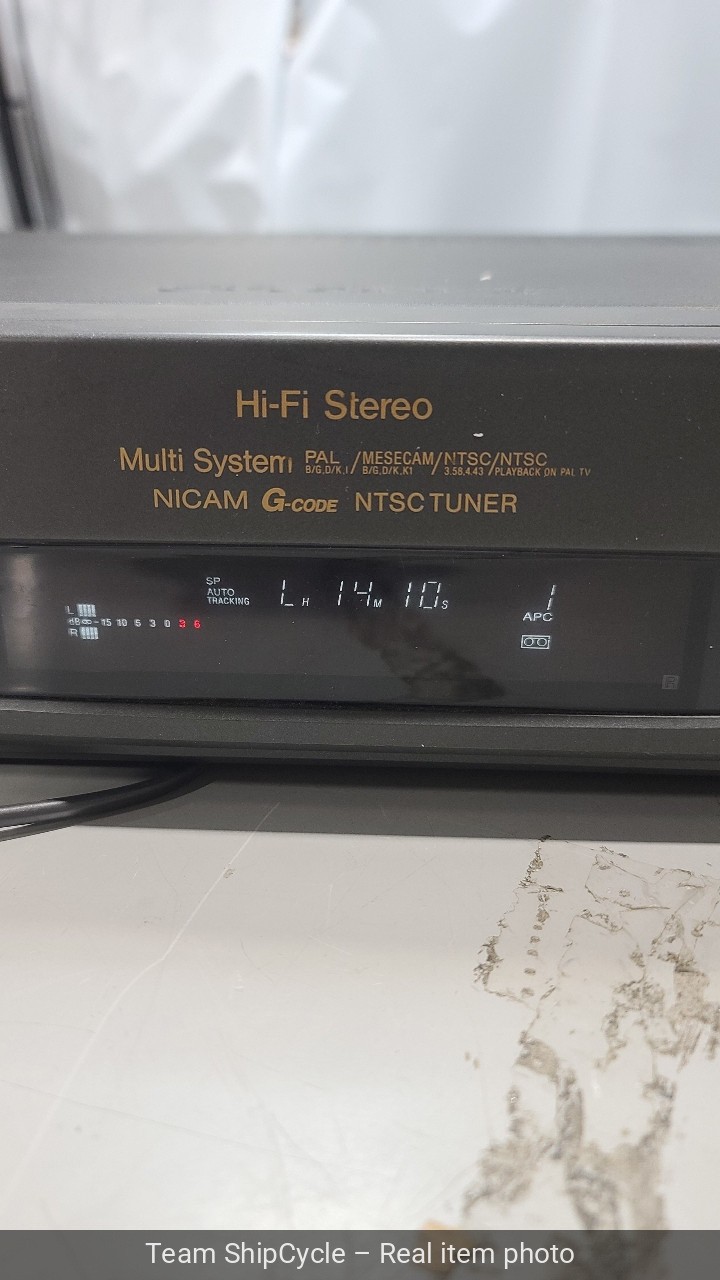 Hi-Fi Stereo
Multi System PAL B/G,D/K,I /MESECAM B/G,D/K,K1 /NTSC 3.58,4.43 /NTSC PLAYBACK ON PAL TV
NICAM G-CODE NTSC TUNER
SP
AUTO
TRACKING
L H 14M 10S 1
APC
L
dB∞-15 10 6 3 0 3 6
R
R
Team ShipCycle – Real item photo